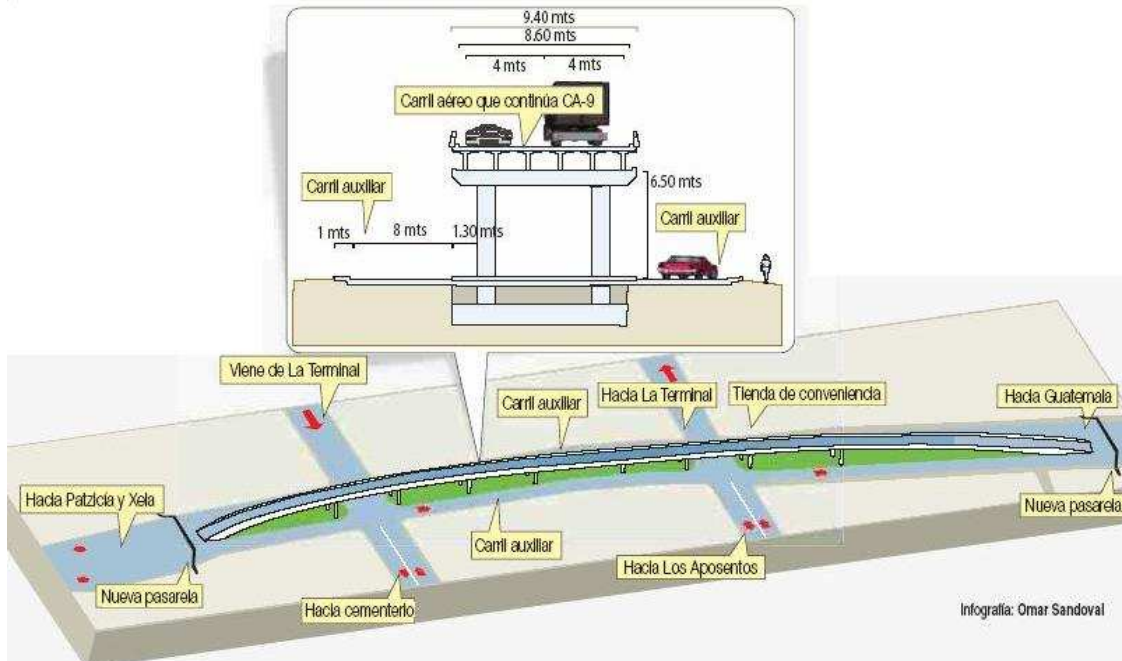 9.40 mts
8.60 mts
4 mts 4 mts
Carril aéreo que continúa CA-9
Carril auxiliar
6.50 mts
Carril auxiliar
1 mts 8 mts 1.30 mts
Viene de La Terminal
Carril auxiliar
Hacia La Terminal
Tienda de conveniencia
Hacia Guatemala
Hacia Patzicía y Xela
Nueva pasarela
Carril auxiliar
Hacia Los Aposentos
Nueva pasarela
Hacia cementerio
Infografía: Omar Sandoval